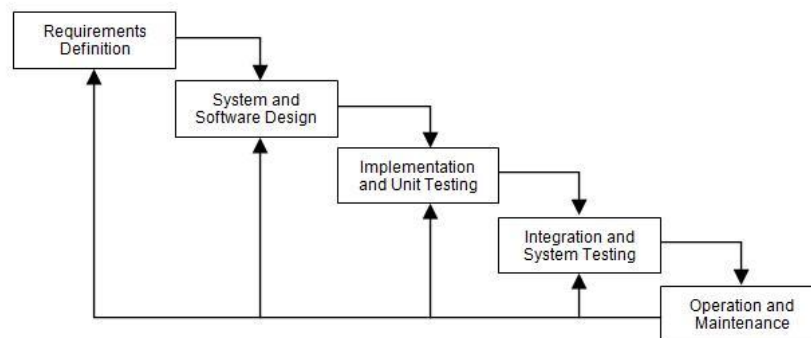 Requirements
Definition
System and
Software Design
Implementation
and Unit Testing
Integration and
System Testing
Operation and
Maintenance